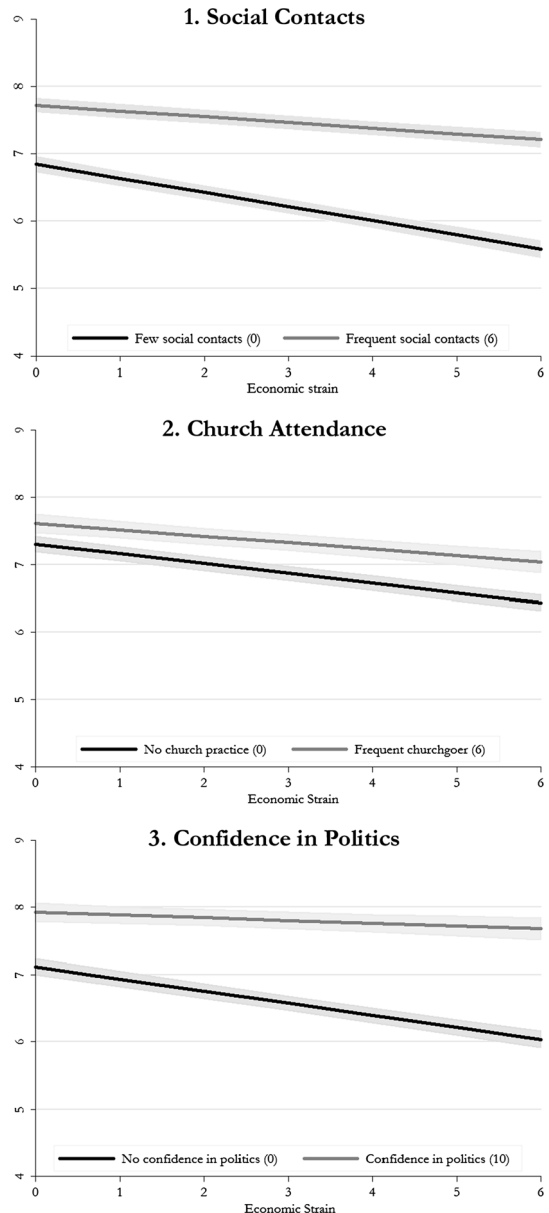 1. Social Contacts
9
8
7
6
5
4
Few social contacts (0) Frequent social contacts (6)
0 1 2 3 4 5 6
Economic strain
2. Church Attendance
9
8
7
6
5
4
No church practice (0) Frequent churchgoer (6)
0 1 2 3 4 5 6
Economic Strain
3. Confidence in Politics
9
8
7
6
5
4
No confidence in politics (0) Confidence in politics (10)
0 1 2 3 4 5 6
Economic Strain